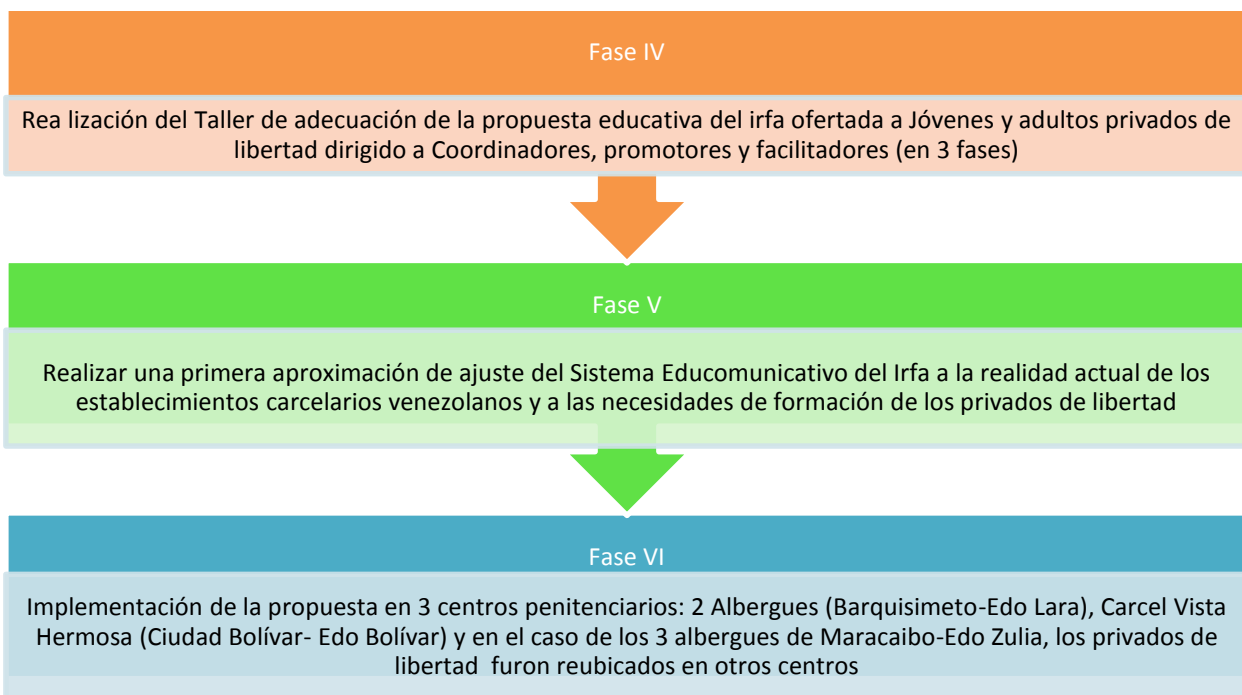 Fase IV
Rea lización del Taller de adecuación de la propuesta educativa del irfa ofertada a Jóvenes y adultos privados de
libertad dirigido a Coordinadores, promotores y facilitadores (en 3 fases)
Fase V
Realizar una primera aproximación de ajuste del Sistema Educomunicativo del Irfa a la realidad actual de los
establecimientos carcelarios venezolanos y a las necesidades de formación de los privados de libertad
Fase VI
Implementación de la propuesta en 3 centros penitenciarios: 2 Albergues (Barquisimeto-Edo Lara), Carcel Vista
Hermosa (Ciudad Bolívar- Edo Bolívar) y en el caso de los 3 albergues de Maracaibo-Edo Zulia, los privados de
libertad furon reubicados en otros centros